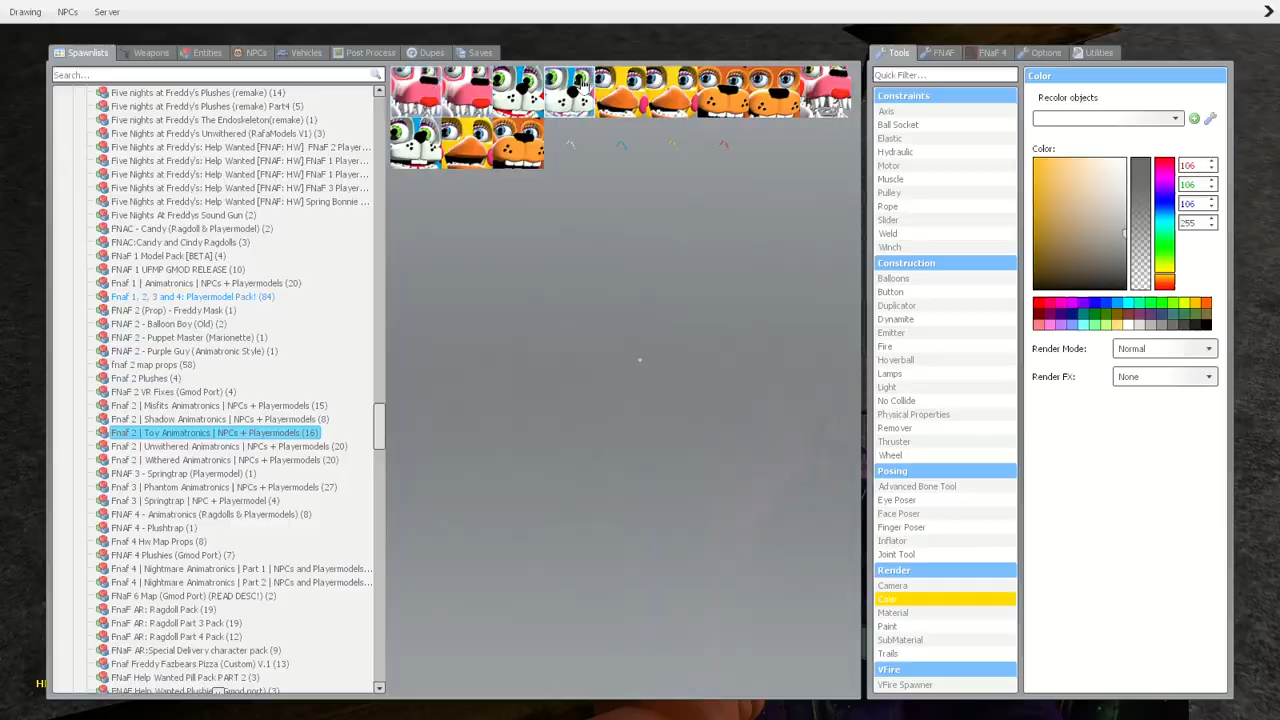 Drawing NPCs Server
Spawnlists Weapons Entities NPCs Vehicles Post Process Dupes Saves
Search...
Five nights at Freddy's Plushes (remake) (14)
Five nights at Freddy's Plushes (remake) Part4 (5)
Five nights at Freddy's The Endoskeleton(remake) (1)
Five Nights at Freddy's Unwithered (RafaModels V1) (3)
Five Nights at Freddy's: Help Wanted [FNAF: HW] FNAF 2 Player...
Five Nights at Freddy's: Help Wanted [FNAF: HW] FNAF 1 Player...
Five Nights at Freddy's: Help Wanted [FNAF: HW] FNAF 1 Player...
Five Nights at Freddy's: Help Wanted [FNAF: HW] FNAF 3 Player...
Five Nights at Freddy's: Help Wanted [FNAF: HW] Spring Bonnie ...
Five Nights At Freddys Sound Gun (2)
FNAC - Candy (Ragdoll & Playermodel) (2)
FNAC:Candy and Cindy Ragdolls (3)
FNaF 1 Model Pack [BETA] (4)
FNAF 1 UFMP GMOD RELEASE (10)
Fnaf 1 | Animatronics | NPCs + Playermodels (20)
Fnaf 1, 2, 3 and 4: Playermodel Pack! (84)
FNAF 2 (Prop) - Freddy Mask (1)
FNAF 2 - Balloon Boy (Old) (2)
FNAF 2 - Puppet Master (Marionette) (1)
FNAF 2 - Purple Guy (Animatronic Style) (1)
fnaf 2 map props (58)
Fnaf 2 Plushes (4)
FNaF 2 VR Fixes (Gmod Port) (4)
Fnaf 2 | Misfits Animatronics | NPCs + Playermodels (15)
Fnaf 2 | Shadow Animatronics | NPCs + Playermodels (8)
Fnaf 2 | Toy Animatronics | NPCs + Playermodels (16)
Fnaf 2 | Unwithered Animatronics | NPCs + Playermodels (20)
Fnaf 2 | Withered Animatronics | NPCs + Playermodels (20)
FNAF 3 - Springtrap (Playermodel) (1)
Fnaf 3 | Phantom Animatronics | NPCs + Playermodels (27)
Fnaf 3 | Springtrap | NPC + Playermodel (4)
FNAF 4 - Animatronics (Ragdolls & Playermodels) (8)
FNAF 4 - Plushtrap (1)
Fnaf 4 Hw Map Props (8)
FNAF 4 Plushies (Gmod Port) (7)
Fnaf 4 | Nightmare Animatronics | Part 1 | NPCs and Playermodels...
Fnaf 4 | Nightmare Animatronics | Part 2 | NPCs and Playermodels...
FNAF 6 Map (Gmod Port) (READ DESC!) (2)
FnaF AR: Ragdoll Pack (19)
FnaF AR: Ragdoll Part 3 Pack (19)
FnaF AR: Ragdoll Part 4 Pack (12)
FnaF AR:Special Delivery character pack (9)
Fnaf Freddy Fazbears Pizza (Custom) V.1 (13)
FNaF Help Wanted Pill Pack PART 2 (3)
FNAF Help Wanted Plushie (Gmod port) (3)
Tools FNAF FNaF 4 Options Utilities
Quick Filter...
Constraints
Axis
Ball Socket
Elastic
Hydraulic
Motor
Muscle
Pulley
Rope
Slider
Weld
Winch
Construction
Balloons
Button
Duplicator
Dynamite
Emitter
Fire
Hoverball
Lamps
Light
No Collide
Physical Properties
Remover
Thruster
Wheel
Posing
Advanced Bone Tool
Eye Poser
Face Poser
Finger Poser
Inflator
Joint Tool
Render
Camera
Color
Material
Paint
SubMaterial
Trails
VFire
VFire Spawner
Color
Recolor objects
Color:
106
106
106
255
Render Mode: Normal
Render FX: None